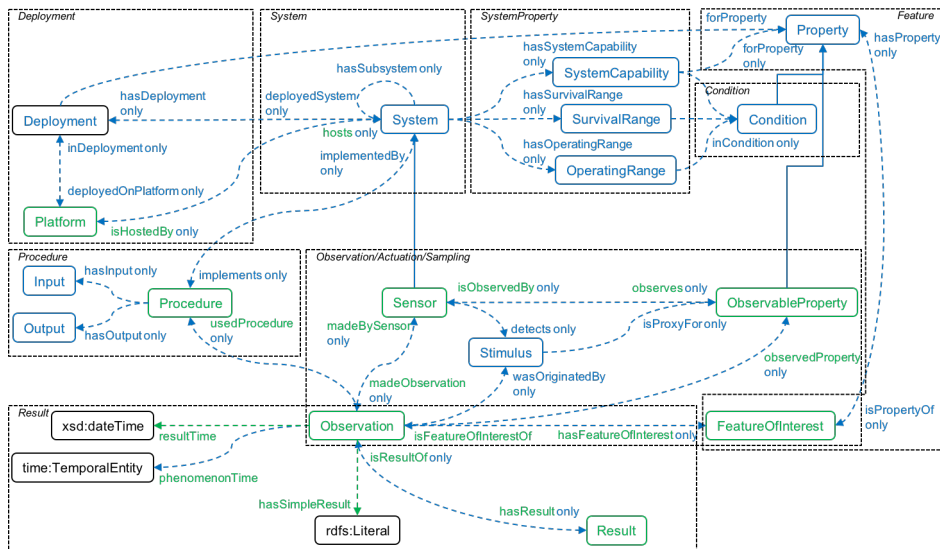 Deployment
System
SystemProperty
Feature
forProperty
only
Property
hasProperty
only
hasSystemCapability
only
forProperty
only
hasSubsystem only
SystemCapability
hasDeployment
only
deployedSystem
only
hasSurvivalRange
only
Condition
Deployment
System
SurvivalRange
Condition
hosts only
implementedBy
only
hasOperatingRange
only
inCondition only
inDeployment only
OperatingRange
deployedOnPlatform only
Platform
isHostedBy only
Procedure
Observation/Actuation/Sampling
hasInput only
implements only
Input
isObservedBy
only
observes only
Procedure
Sensor
ObservableProperty
Output
usedProcedure
only
madeBySensor
only
detects only
isProxyFor only
hasOutput only
Stimulus
observedProperty
only
madeObservation
only
wasOriginatedBy
only
Result
isPropertyOf
only
xsd:dateTime
Observation
FeatureOfInterest
resultTime
isFeatureOfInterestOf
only
hasFeatureOfInterest only
isResultOf
time:TemporalEntity
phenomenonTime
hasSimpleResult
hasResult only
rdfs:Literal
Result